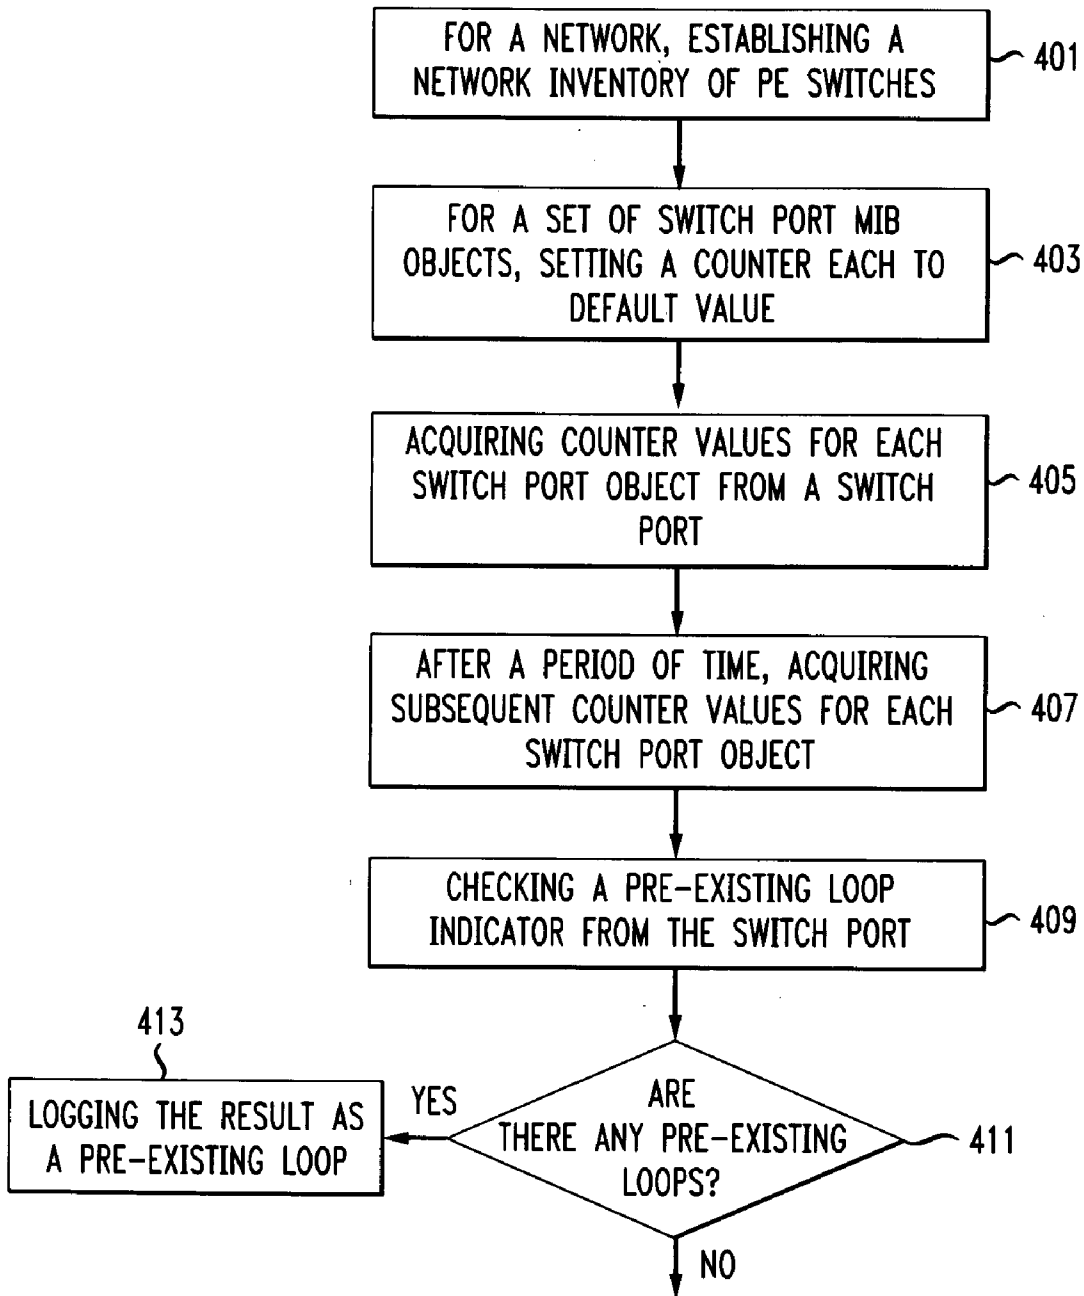 FOR A NETWORK, ESTABLISHING A
NETWORK INVENTORY OF PE SWITCHES
401
FOR A SET OF SWITCH PORT MIB
OBJECTS, SETTING A COUNTER EACH TO
DEFAULT VALUE
403
ACQUIRING COUNTER VALUES FOR EACH
SWITCH PORT OBJECT FROM A SWITCH
PORT
405
AFTER A PERIOD OF TIME, ACQUIRING
SUBSEQUENT COUNTER VALUES FOR EACH
SWITCH PORT OBJECT
407
CHECKING A PRE-EXISTING LOOP
INDICATOR FROM THE SWITCH PORT
409
413
LOGGING THE RESULT AS
A PRE-EXISTING LOOP
YES
ARE
THERE ANY PRE-EXISTING
LOOPS?
411
NO